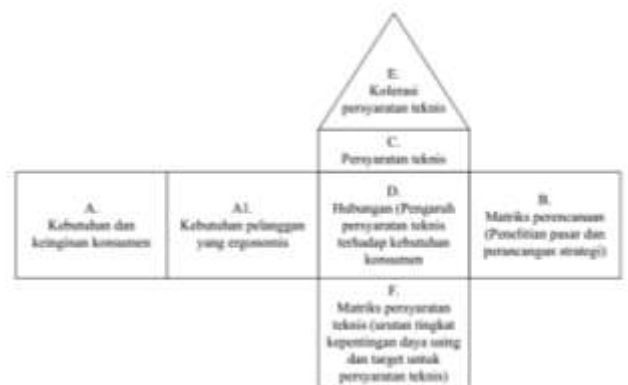 E.
Kolerasi
persyaratan teknis
C.
Persyaratan teknis
A.
Kebutuhan dan
keinginan konsumen
A1.
Kebutuhan pelanggan
yang ergonomis
D.
Hubungan (Pengaruh
persyaratan teknis
terhadap kebutuhan
konsumen
B.
Matriks perencanaan
(Penelitian pasar dan
perancangan strategi)
F.
Matriks persyaratan
teknis (urutan tingkat
kepentingan daya saing
dan target untuk
persyaratan teknis)